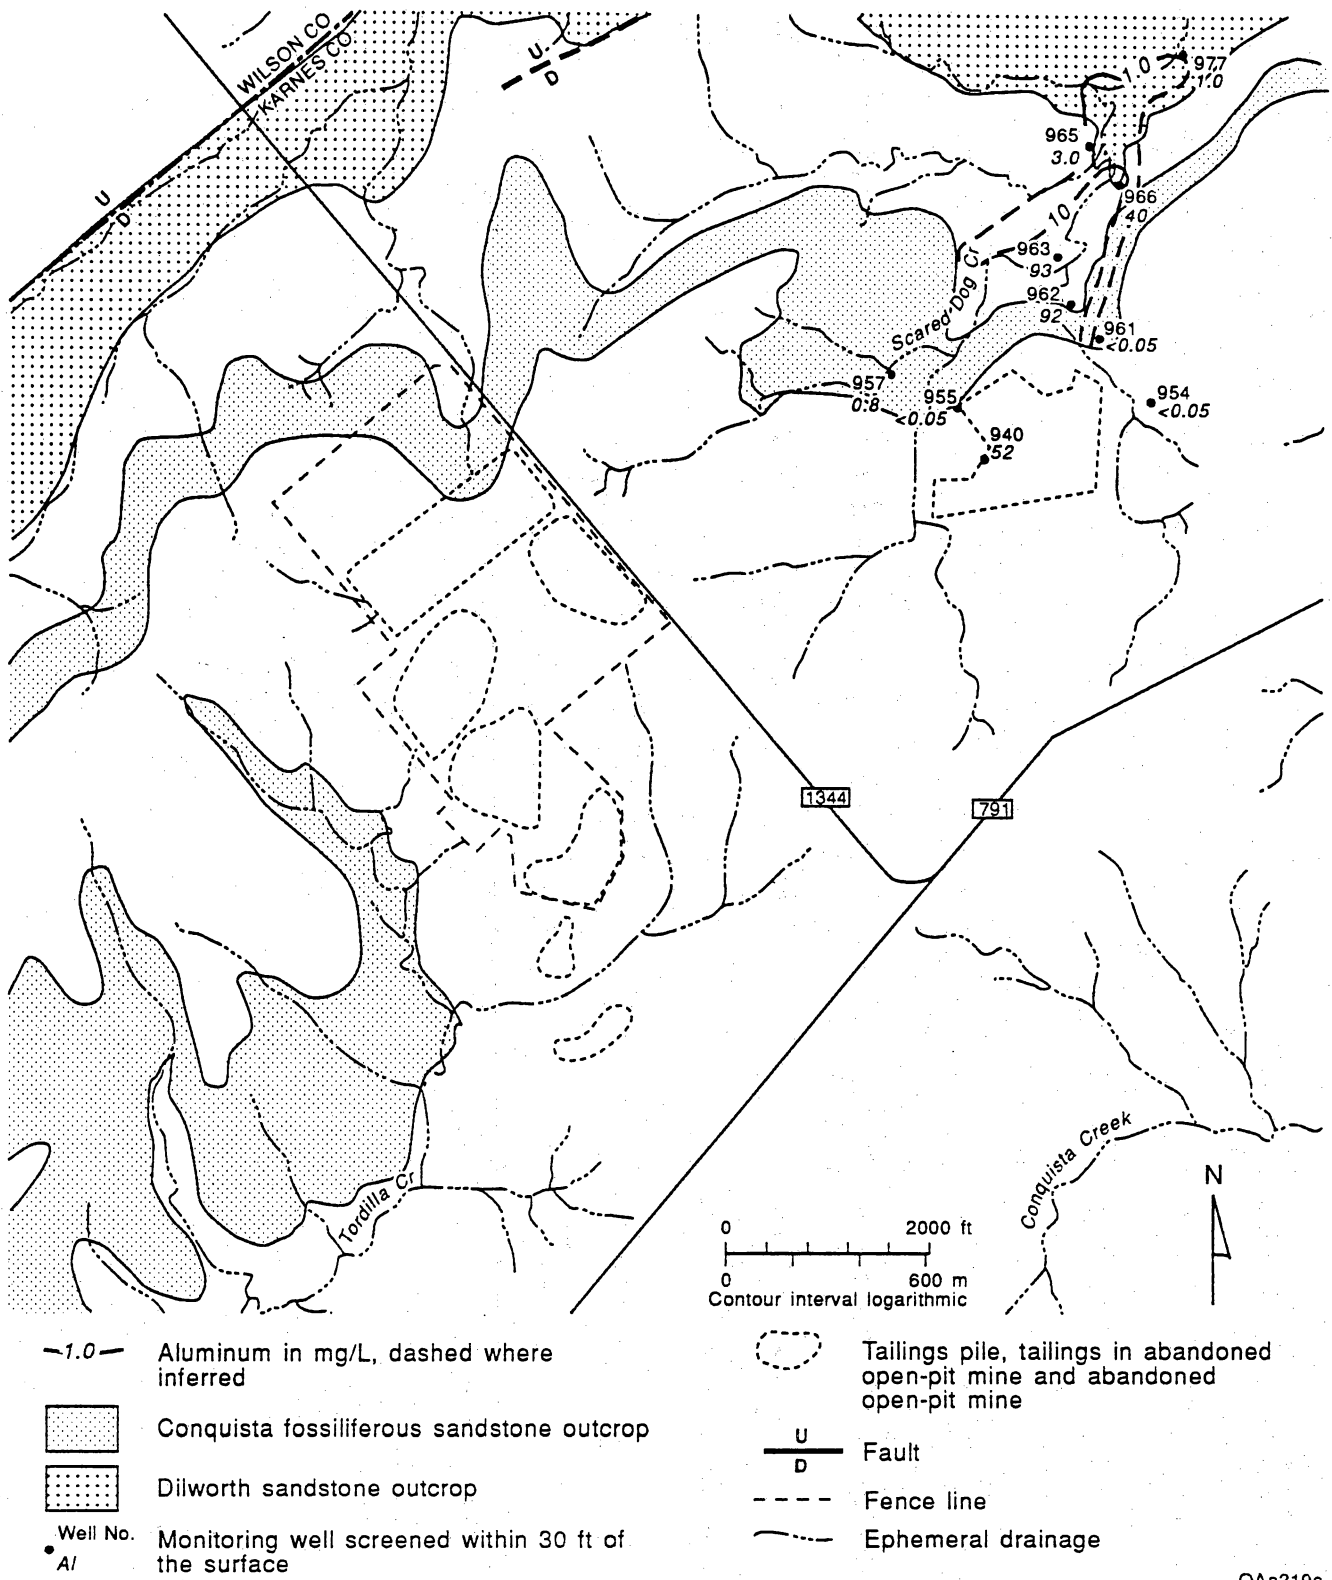 WILSON CO
KARNES CO
U
D
U
D
1.0
977
1.0
965
3.0
966
40
10
963
93
962
92
961
<0.05
Scared Dog Cr
957
0.8
955
<0.05
954
<0.05
940
52
1344
791
Conquista Creek
Tordilla Cr
N
0 2000 ft
0 600 m
Contour interval logarithmic
1.0 Aluminum in mg/L, dashed where
inferred
Conquista fossiliferous sandstone outcrop
Dilworth sandstone outcrop
Well No. Monitoring well screened within 30 ft of
Al the surface
Tailings pile, tailings in abandoned
open-pit mine and abandoned
open-pit mine
U
D
Fault
Fence line
Ephemeral drainage